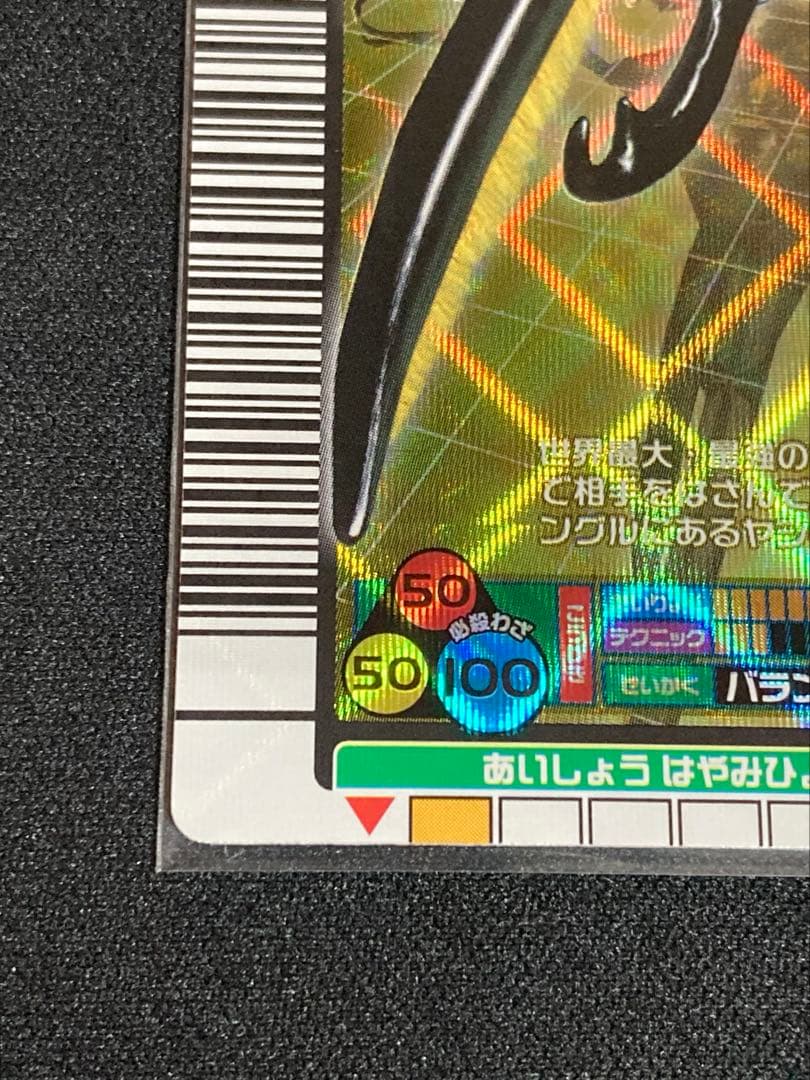 世界最大・最強の
で相手をはさんで
ングルにあるヤシ
50
必殺わざ
50
100
テクニック
せいかく
バラン
あいしょう はやみひょ